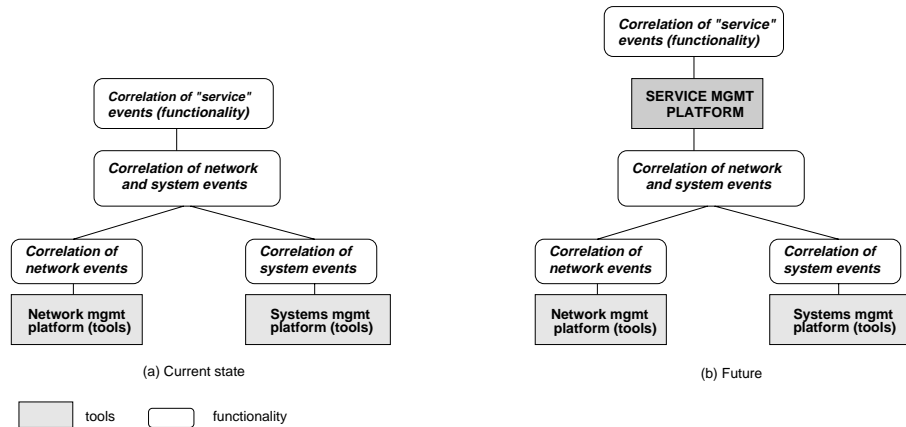 Correlation of "service"
events (functionality)
Correlation of network
and system events
Correlation of
network events
Correlation of
system events
Network mgmt
platform (tools)
Systems mgmt
platform (tools)
(a) Current state
Correlation of "service"
events (functionality)
SERVICE MGMT
PLATFORM
Correlation of network
and system events
Correlation of
network events
Correlation of
system events
Network mgmt
platform (tools)
Systems mgmt
platform (tools)
(b) Future
tools
functionality